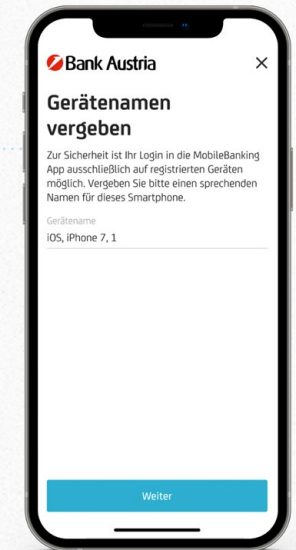 Bank Austria
Gerätenamen
vergeben
Zur Sicherheit ist Ihr Login in die MobileBanking
App ausschließlich auf registrierten Geräten
möglich. Vergeben Sie bitte einen sprechenden
Namen für dieses Smartphone.
Gerätename
iOS, iPhone 7, 1
Weiter